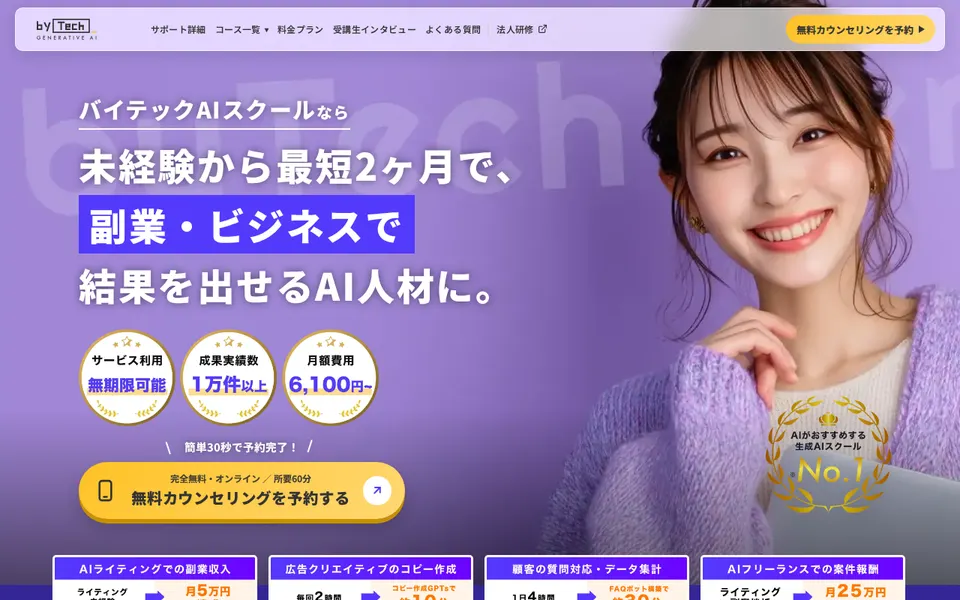 by Tech
GENERATIVE AI
サポート詳細 コース一覧 ▼ 料金プラン 受講生インタビュー よくある質問 法人研修
無料カウンセリングを予約 ▶
byTech
バイテックAIスクールなら
未経験から最短2ヶ月で、
副業・ビジネスで
結果を出せるAI人材に。
サービス利用
無期限可能
成果実績数
1万件以上
月額費用
6,100円~
\ 簡単30秒で予約完了！ /
完全無料・オンライン ／ 所要60分
無料カウンセリングを予約する
AIがおすすめする
生成AIスクール
※No.1
AIライティングでの副業収入
ライティング
月5万円
広告クリエイティブのコピー作成
毎回2時間
コピー作成GPTsで
顧客の質問対応・データ集計
1日4時間
FAQボット構築で
AIフリーランスでの案件報酬
ライティング
月25万円